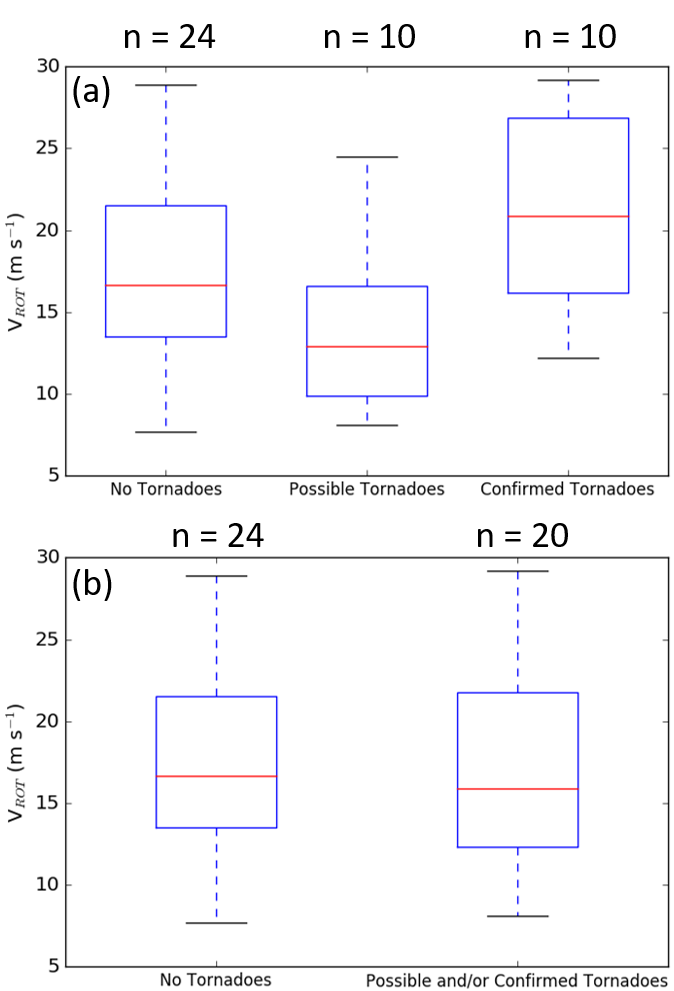 n = 24 n = 10 n = 10
(a)
30
25
20
15
10
5
V_ROT (m s⁻¹)
No Tornadoes Possible Tornadoes Confirmed Tornadoes
n = 24 n = 20
(b)
30
25
20
15
10
5
V_ROT (m s⁻¹)
No Tornadoes Possible and/or Confirmed Tornadoes